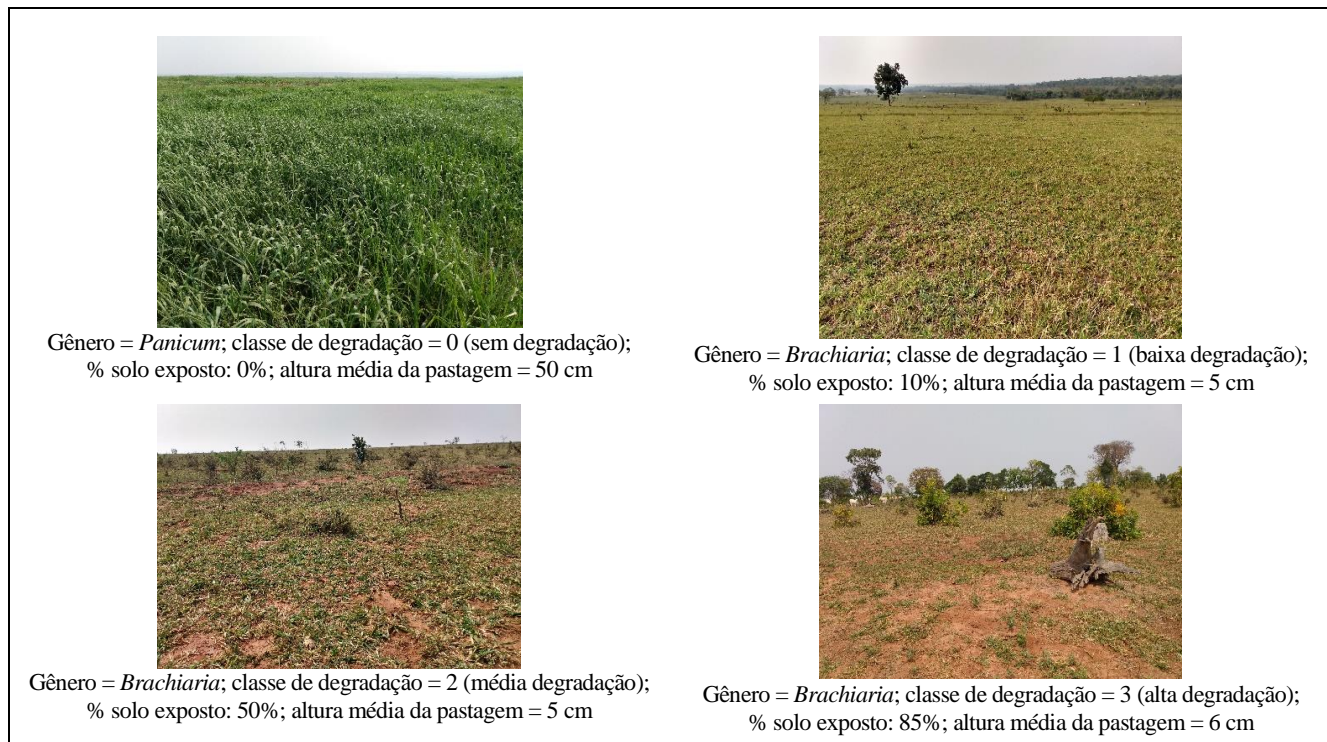 Gênero = Panicum; classe de degradação = 0 (sem degradação);
% solo exposto: 0%; altura média da pastagem = 50 cm
Gênero = Brachiaria; classe de degradação = 1 (baixa degradação);
% solo exposto: 10%; altura média da pastagem = 5 cm
Gênero = Brachiaria; classe de degradação = 2 (média degradação);
% solo exposto: 50%; altura média da pastagem = 5 cm
Gênero = Brachiaria; classe de degradação = 3 (alta degradação);
% solo exposto: 85%; altura média da pastagem = 6 cm